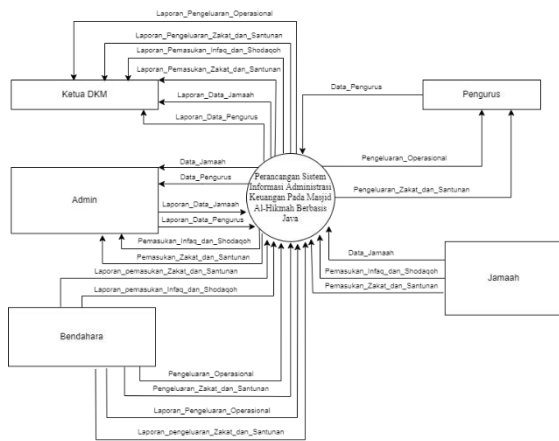 Laporan_Pengeluaran_Operasional
Laporan_Pengeluaran_Zakat_dan_Santunan
Laporan_Pemasukan_Infaq_dan_Shodaqoh
Laporan_Pemasukan_Zakat_dan_Santunan
Ketua DKM
Laporan_Data_Jamaah
Laporan_Data_Pengurus
Data_Pengurus
Pengurus
Pengeluaran_Operasional
Pengeluaran_Zakat_dan_Santunan
Perancangan Sistem
Informasi Administrasi
Keuangan Pada Masjid
Al-Hikmah Berbasis
Java
Data_Jamaah
Data_Pengurus
Admin
Laporan_Data_Jamaah
Laporan_Data_Pengurus
Pemasukan_Infaq_dan_Shodaqoh
Pemasukan_Zakat_dan_Santunan
Laporan_pemasukan_Zakat_dan_Santunan
Laporan_pemasukan_Infaq_dan_Shodaqoh
Data_Jamaah
Pemasukan_Infaq_dan_Shodaqoh
Pemasukan_Zakat_dan_Santunan
Jamaah
Bendahara
Pengeluaran_Operasional
Pengeluaran_Zakat_dan_Santunan
Laporan_Pengeluaran_Operasional
Laporan_pengeluaran_Zakat_dan_Santunan